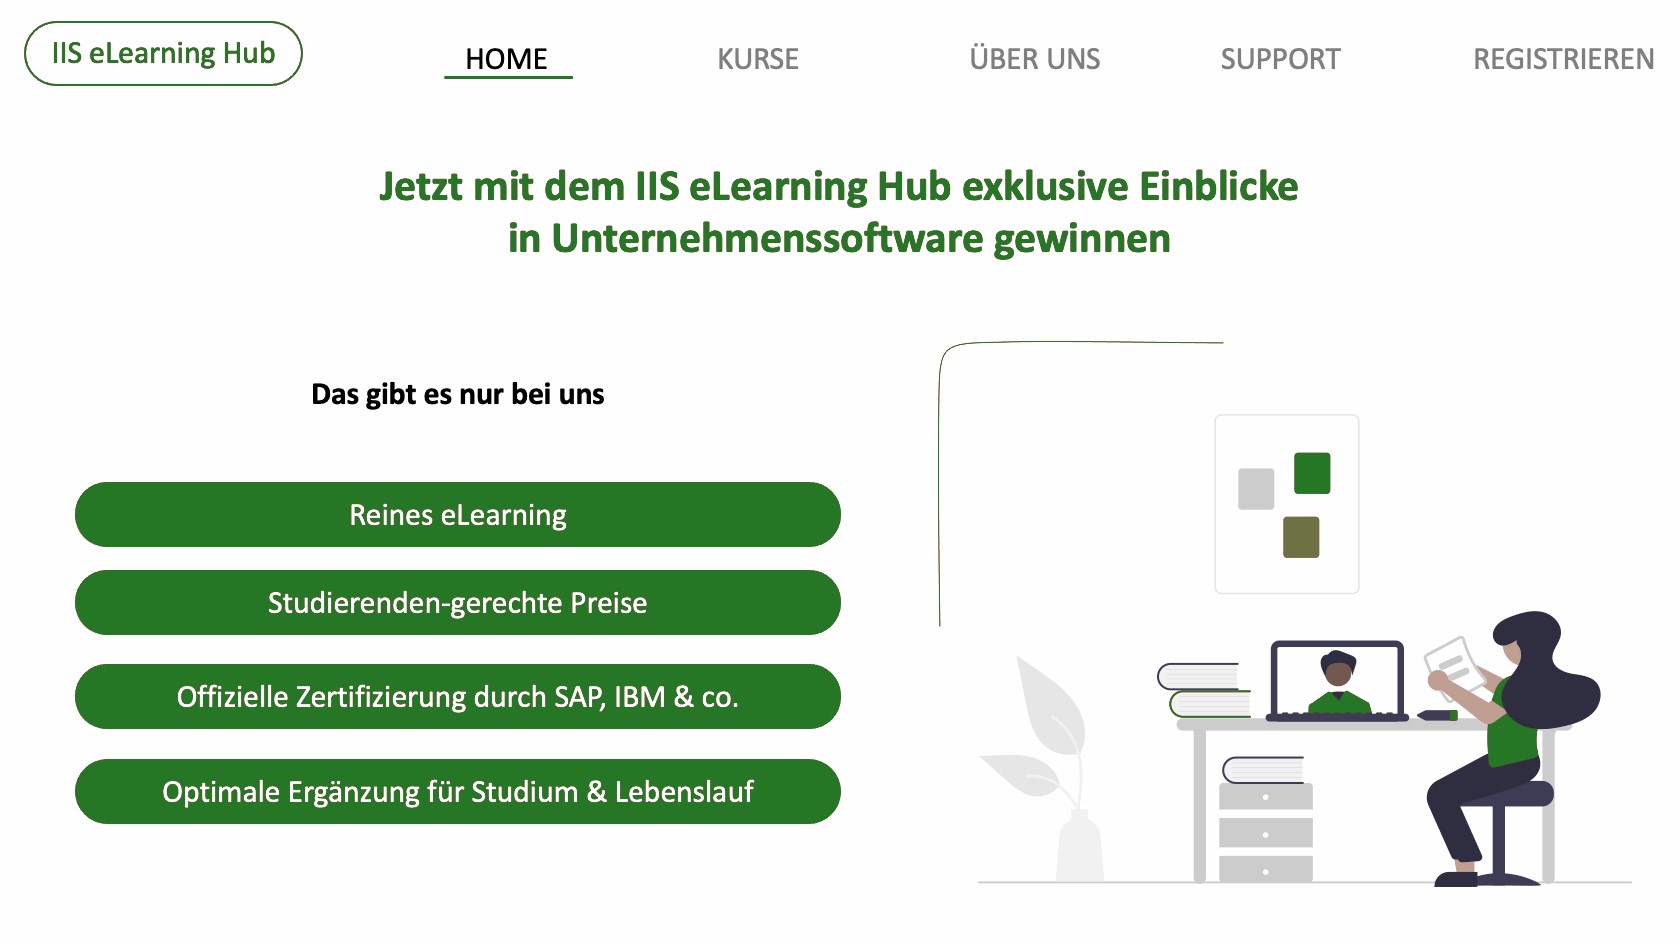 IIS eLearning Hub
HOME
KURSE
ÜBER UNS
SUPPORT
REGISTRIEREN
Jetzt mit dem IIS eLearning Hub exklusive Einblicke
in Unternehmenssoftware gewinnen
Das gibt es nur bei uns
Reines eLearning
Studierenden-gerechte Preise
Offizielle Zertifizierung durch SAP, IBM & co.
Optimale Ergänzung für Studium & Lebenslauf